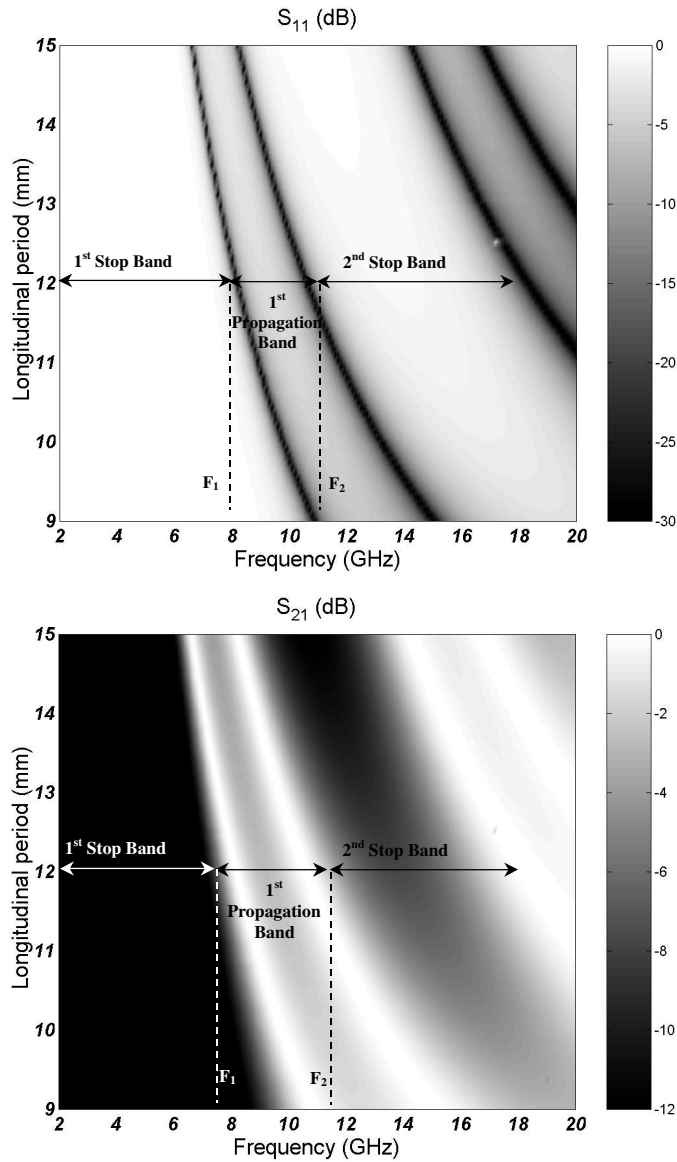 S₁₁ (dB)
15
14
13
12
11
10
9
Longitudinal period (mm)
1st Stop Band
2nd Stop Band
1st
Propagation
Band
F₁
F₂
2 4 6 8 10 12 14 16 18 20
Frequency (GHz)
0
-5
-10
-15
-20
-25
-30
S₂₁ (dB)
15
14
13
12
11
10
9
Longitudinal period (mm)
1st Stop Band
2nd Stop Band
1st
Propagation
Band
F₁
F₂
2 4 6 8 10 12 14 16 18 20
Frequency (GHz)
0
-2
-4
-6
-8
-10
-12